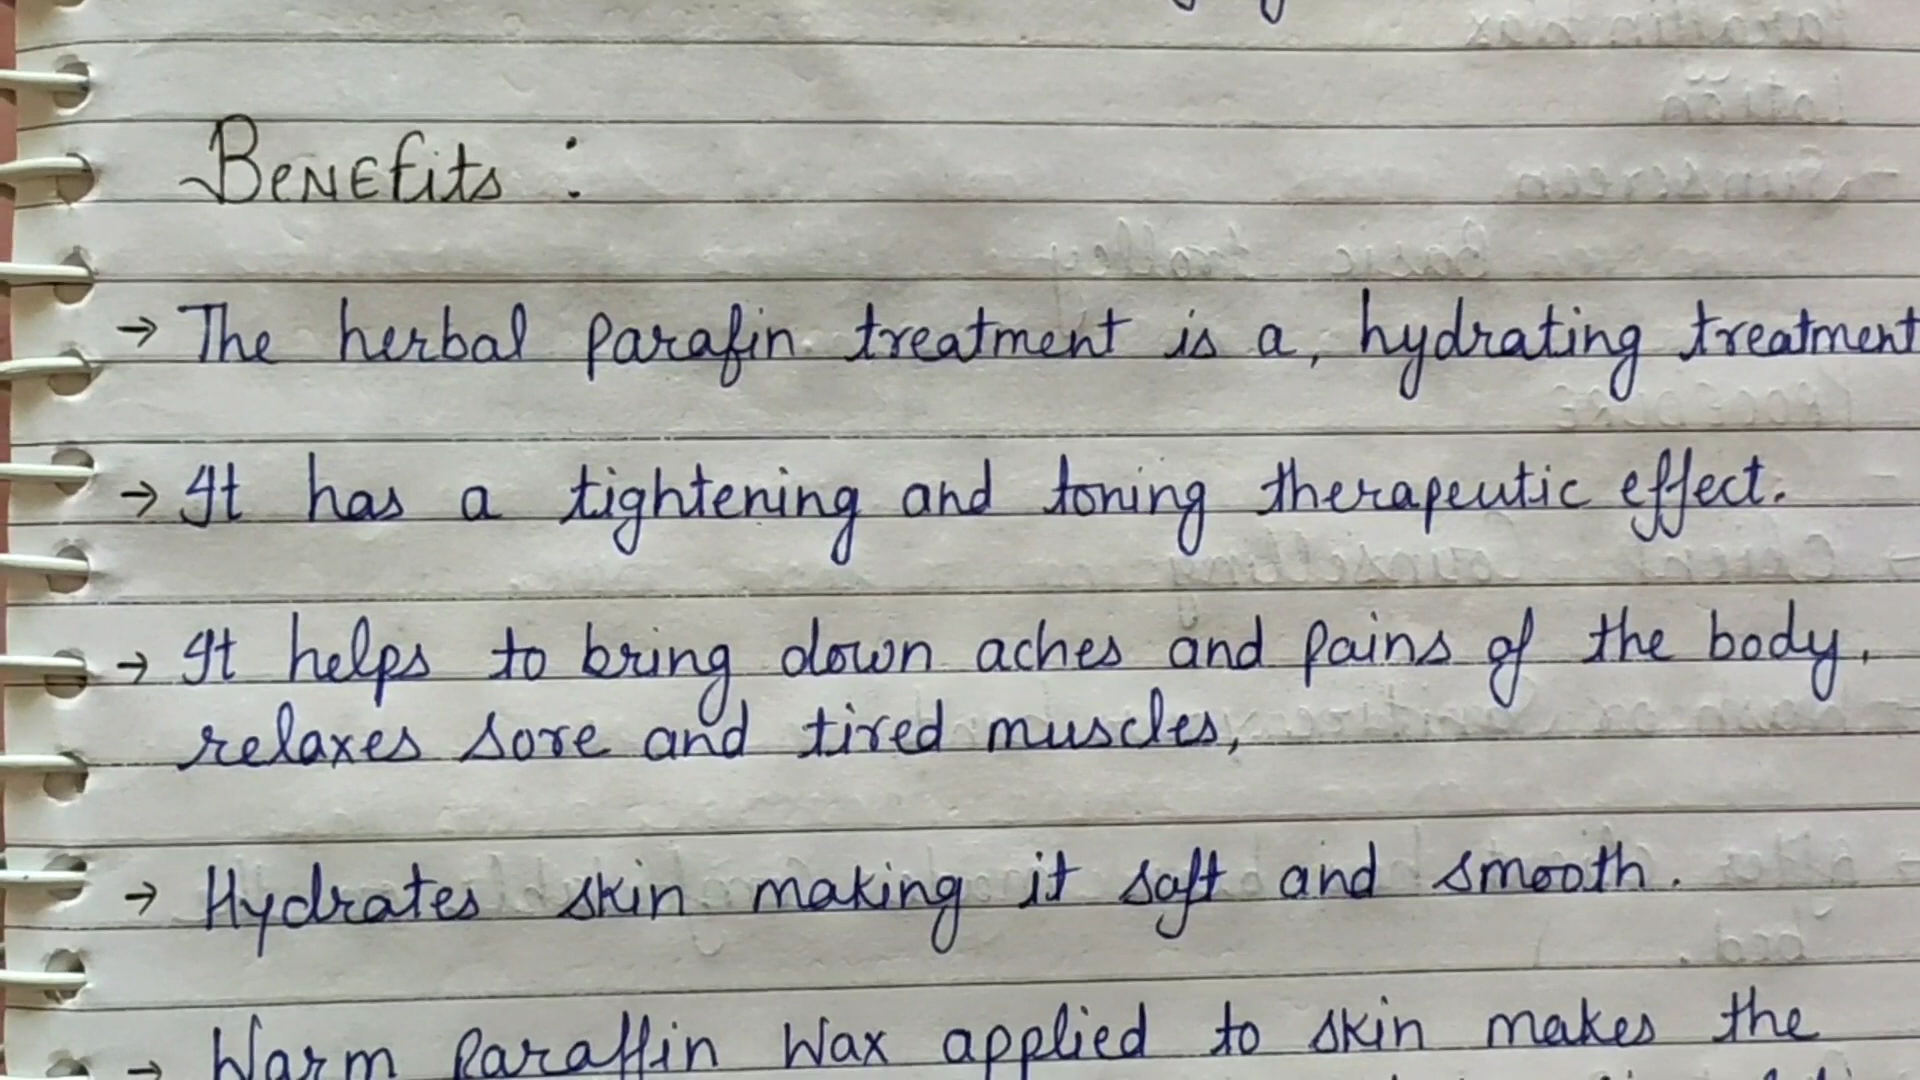 BENEfits :
→ The herbal parafin treatment is a, hydrating treatment
→ It has a tightening and toning therapeutic effect.
→ It helps to bring down aches and pains of the body.
relaxes sore and tired muscles,
→ Hydrates skin making it soft and smooth.
→ Warm Paraffin Wax applied to skin makes the